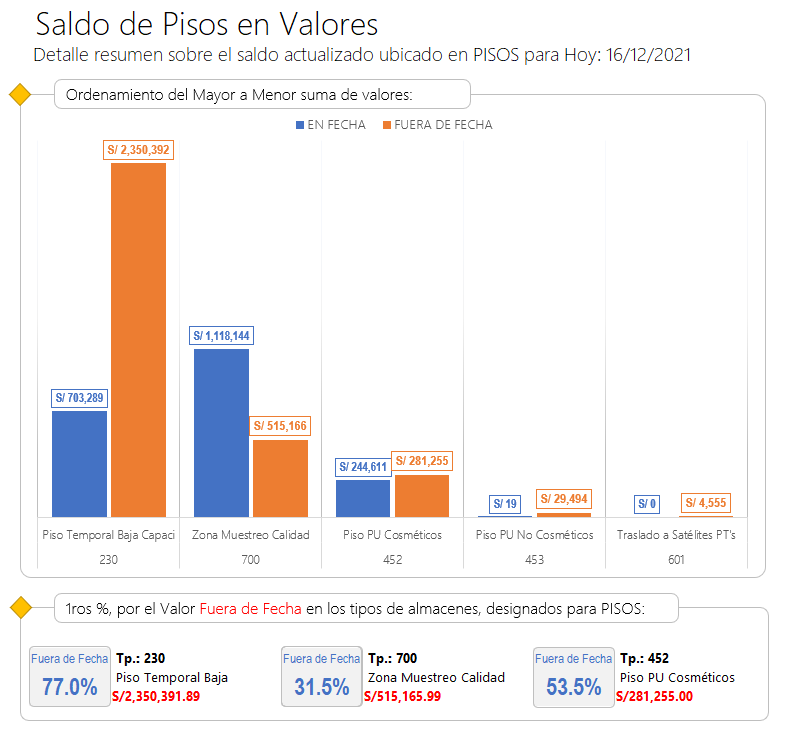 Saldo de Pisos en Valores
Detalle resumen sobre el saldo actualizado ubicado en PISOS para Hoy: 16/12/2021
Ordenamiento del Mayor a Menor suma de valores:
EN FECHA FUERA DE FECHA
S/ 2,350,392
S/ 1,118,144
S/ 703,289
S/ 515,166
S/ 244,611 S/ 281,255
S/ 19 S/ 29,494 S/ 0 S/ 4,555
Piso Temporal Baja Capaci Zona Muestreo Calidad Piso PU Cosméticos Piso PU No Cosméticos Traslado a Satélites PT's
230 700 452 453 601
1ros %, por el Valor Fuera de Fecha en los tipos de almacenes, designados para PISOS:
Fuera de Fecha
77.0%
Tp.: 230
Piso Temporal Baja
S/2,350,391.89
Fuera de Fecha
31.5%
Tp.: 700
Zona Muestreo Calidad
S/515,165.99
Fuera de Fecha
53.5%
Tp.: 452
Piso PU Cosméticos
S/281,255.00